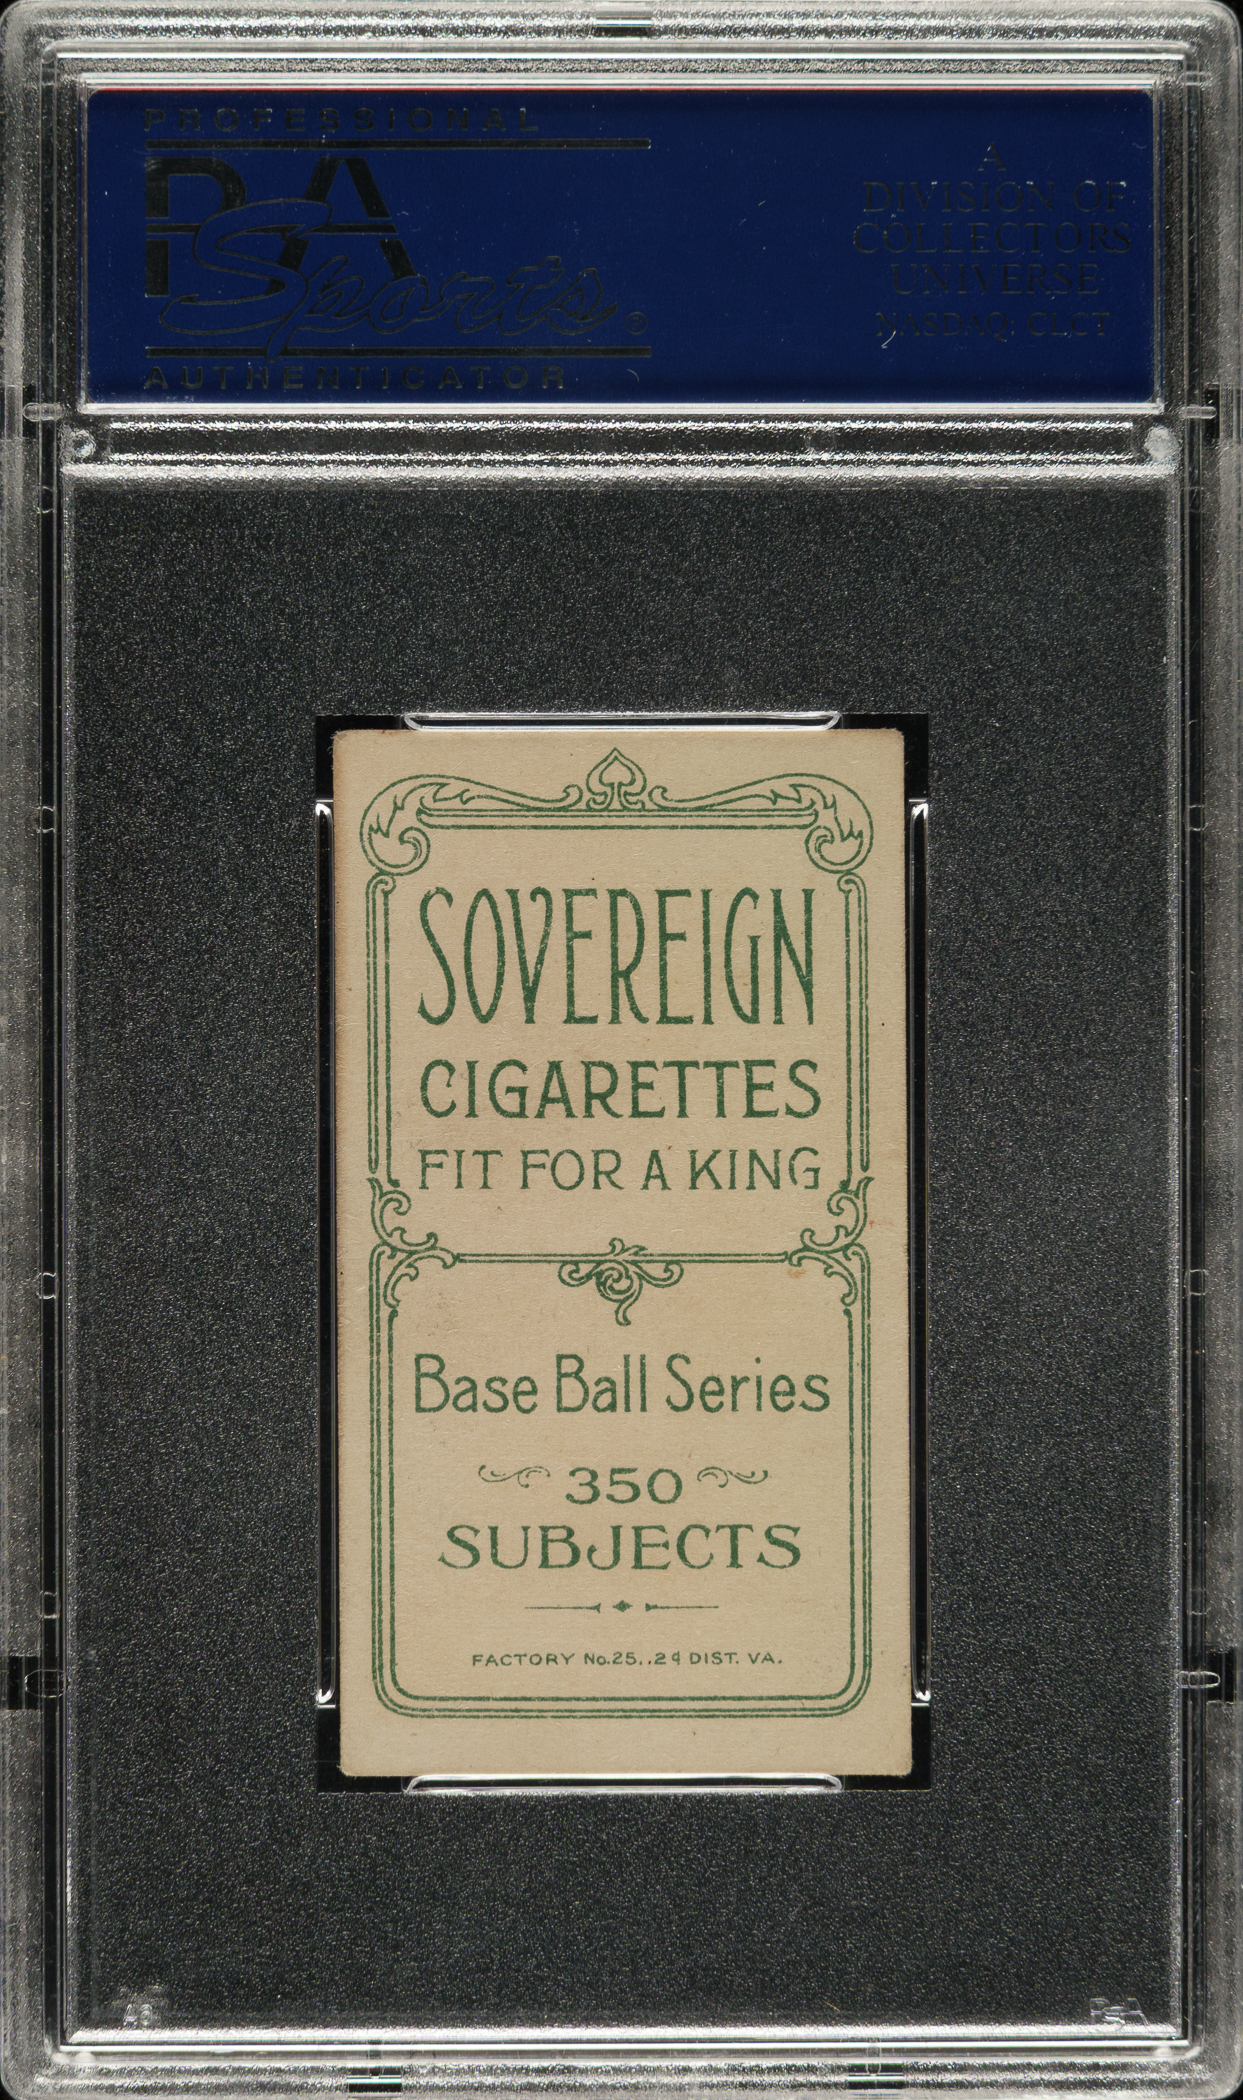 PROFESSIONAL
PSA
Sports®
AUTHENTICATOR
A
DIVISION OF
COLLECTORS
UNIVERSE
NASDAQ: CLCT
SOVEREIGN
CIGARETTES
FIT FOR A KING
Base Ball Series
350
SUBJECTS
FACTORY No.25,.2d DIST. VA.
PSA